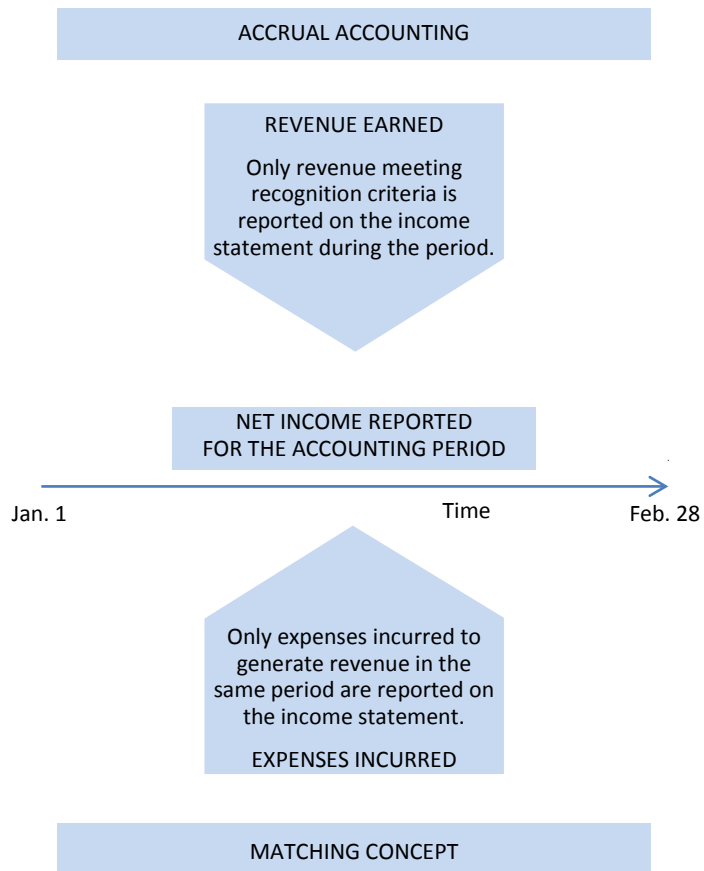 ACCRUAL ACCOUNTING
REVENUE EARNED
Only revenue meeting
recognition criteria is
reported on the income
statement during the period.
NET INCOME REPORTED
FOR THE ACCOUNTING PERIOD
Jan. 1
Time
Feb. 28
Only expenses incurred to
generate revenue in the
same period are reported on
the income statement.
EXPENSES INCURRED
MATCHING CONCEPT